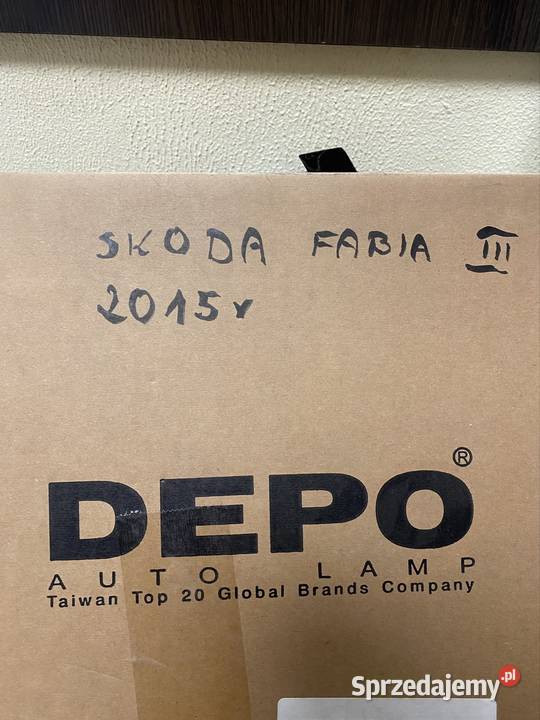 SKODA FABIA III
2015r
DEPO®
AUTO LAMP
Taiwan Top 20 Global Brands Company
Sprzedajemy.pl